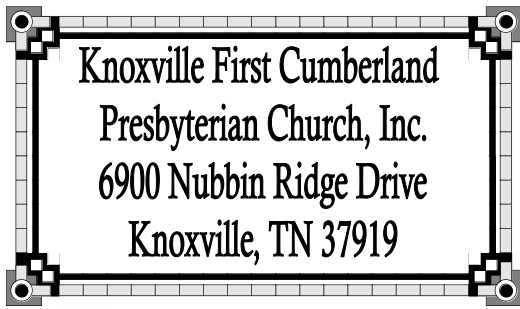 Knoxville First Cumberland
Presbyterian Church, Inc.
6900 Nubbin Ridge Drive
Knoxville, TN 37919